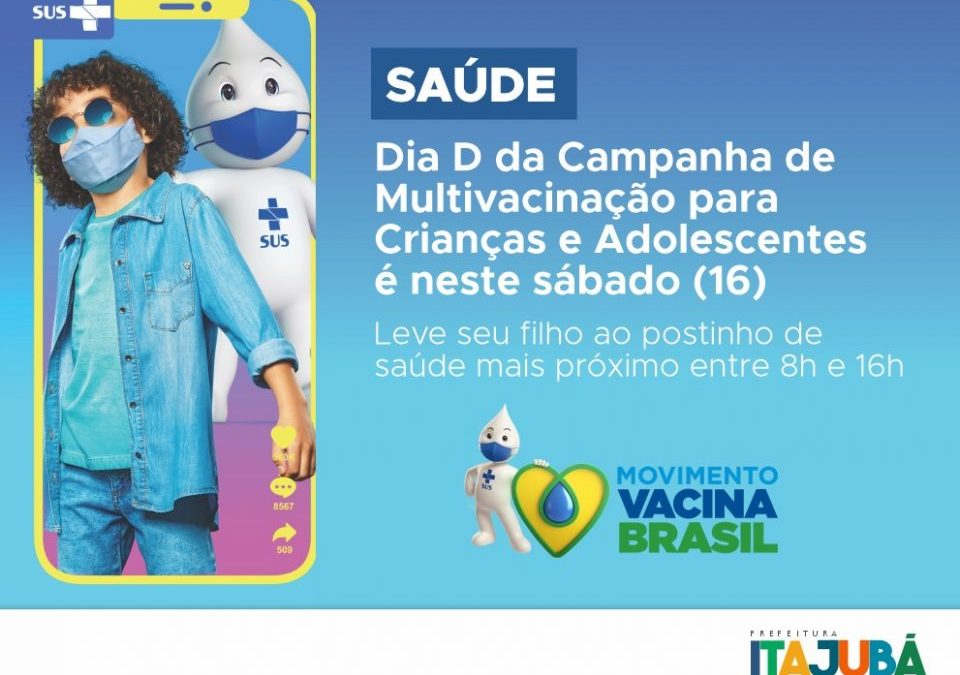 SUS
SUS
8567
509
SAÚDE
Dia D da Campanha de
Multivacinação para
Crianças e Adolescentes
é neste sábado (16)
Leve seu filho ao postinho de
saúde mais próximo entre 8h e 16h
SUS
MOVIMENTO
VACINA
BRASIL
PREFEITURA
ITAJUBÁ